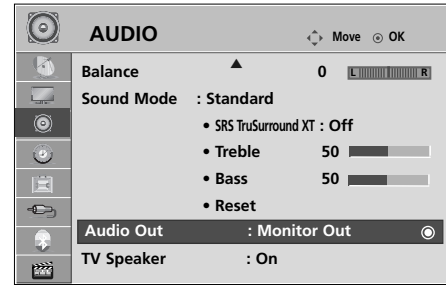 AUDIO
Move OK
Balance 0 L R
Sound Mode : Standard
• SRS TruSurround XT : Off
• Treble 50
• Bass 50
• Reset
Audio Out : Monitor Out
TV Speaker : On